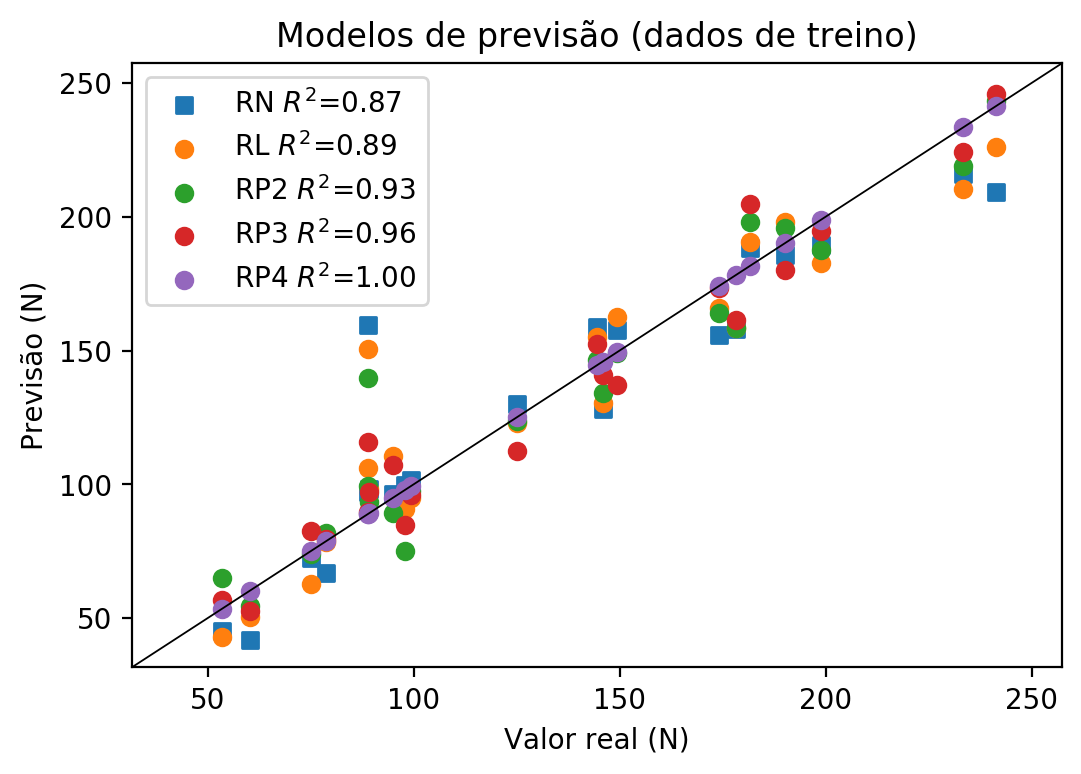 Modelos de previsão (dados de treino)
RN R²=0.87
RL R²=0.89
RP2 R²=0.93
RP3 R²=0.96
RP4 R²=1.00
250
200
150
100
50
Previsão (N)
50
100
150
200
250
Valor real (N)